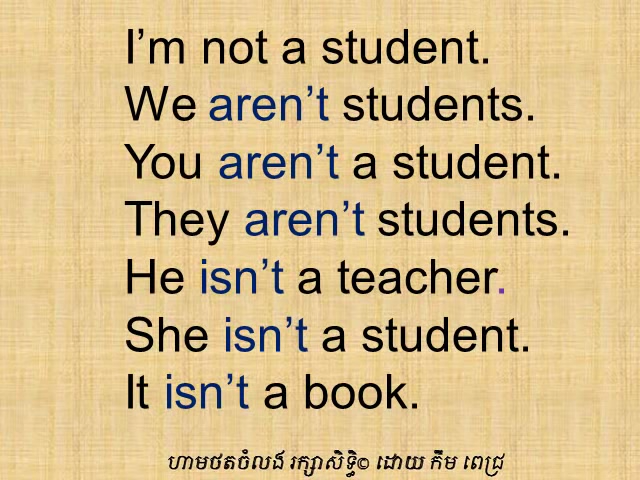 I’m not a student.
We aren’t students.
You aren’t a student.
They aren’t students.
He isn’t a teacher.
She isn’t a student.
It isn’t a book.
ហាមថតចំលង រក្សាសិទ្ធិ© ដោយ កឹម ពេជ្រ